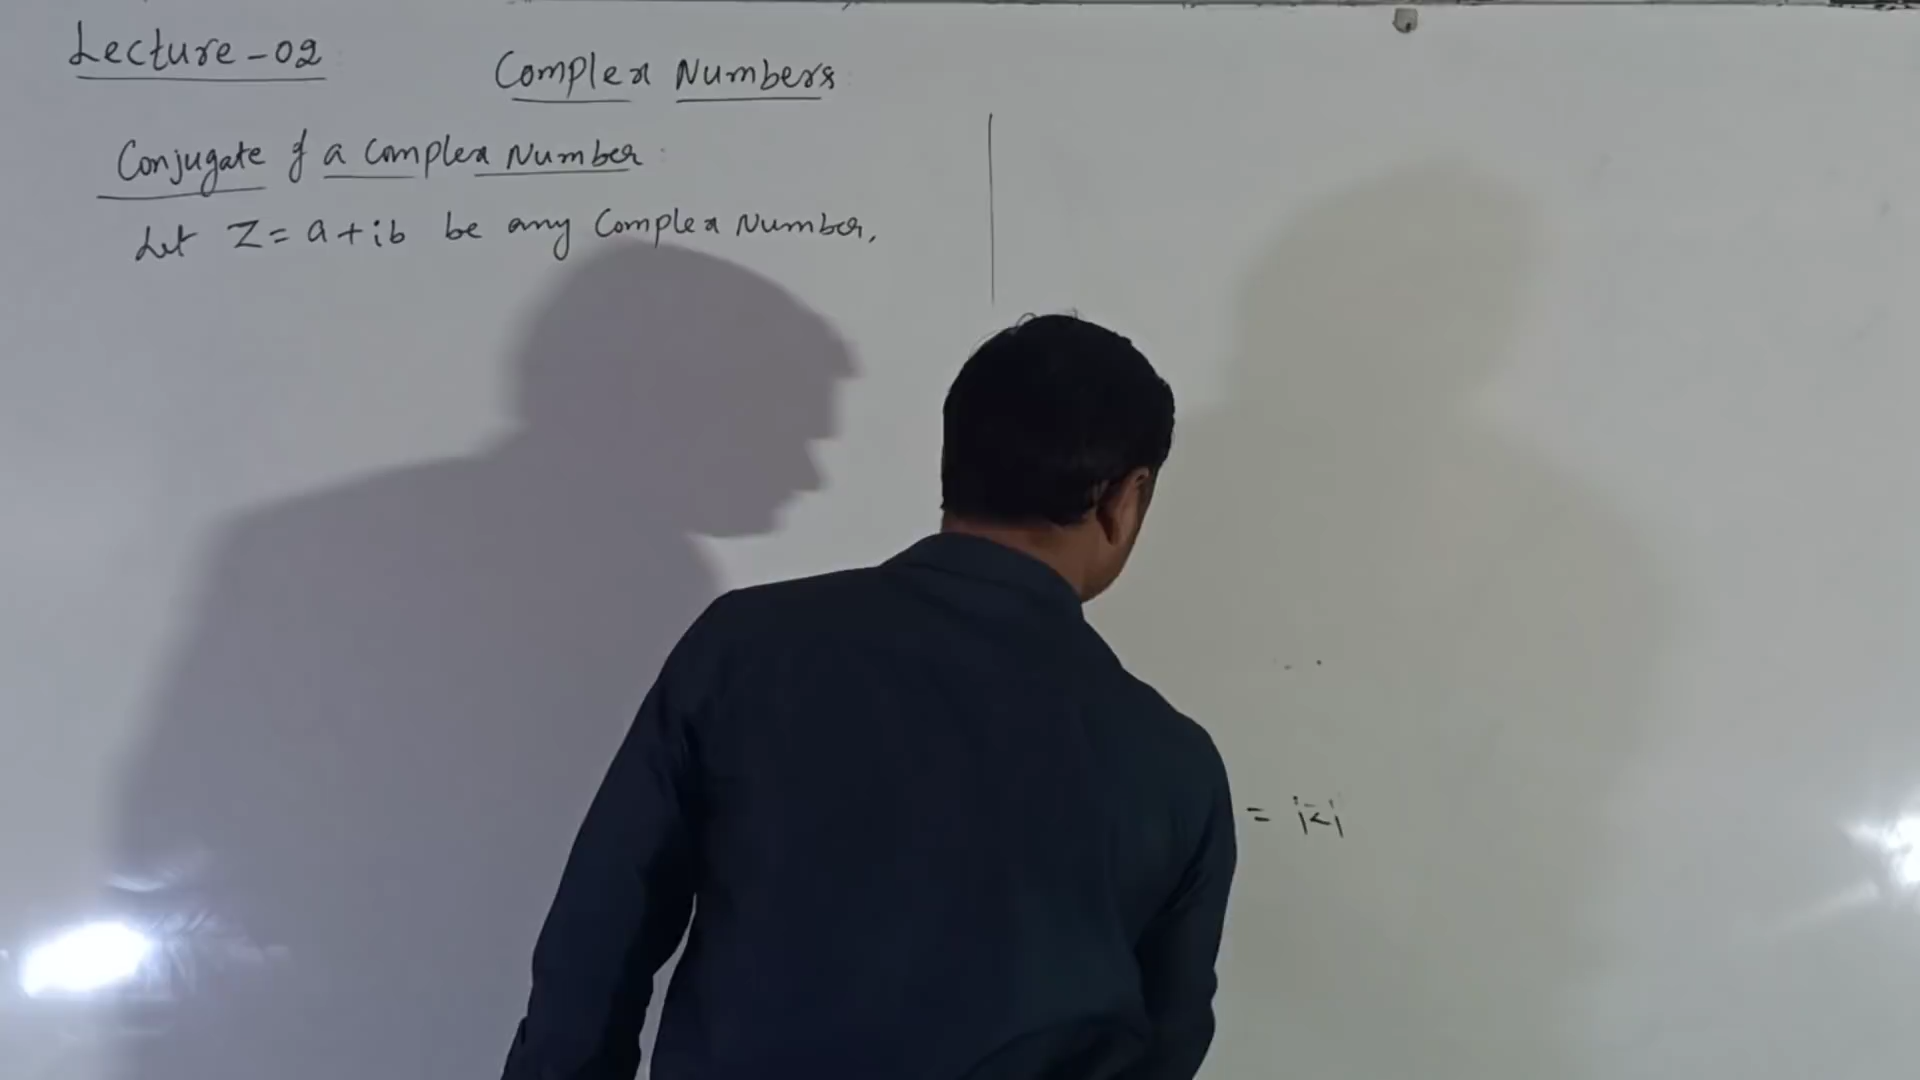 Lecture-02
Complex Numbers
Conjugate of a Complex Number:
Let Z = a + ib be any Complex Number,